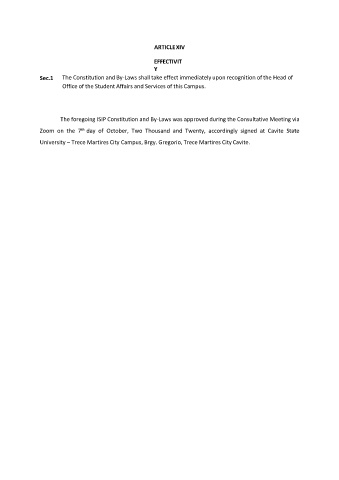 ARTICLE XIV
EFFECTIVIT
Y
Sec.1 The Constitution and By-Laws shall take effect immediately upon recognition of the Head of
Office of the Student Affairs and Services of this Campus.
The foregoing ISIP Constitution and By-Laws was approved during the Consultative Meeting via
Zoom on the 7th day of October, Two Thousand and Twenty, accordingly signed at Cavite State
University – Trece Martires City Campus, Brgy. Gregorio, Trece Martires City Cavite.